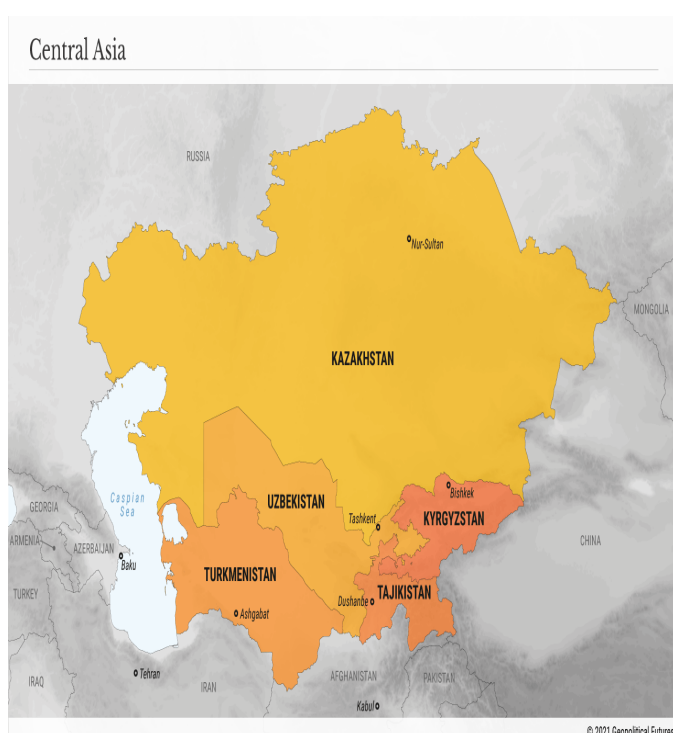 Central Asia
RUSSIA
Nur-Sultan
MONGOLIA
KAZAKHSTAN
Caspian
Sea
UZBEKISTAN
Bishkek
KYRGYZSTAN
Tashkent
GEORGIA
ARMENIA
AZERBAIJAN
Baku
CHINA
TURKMENISTAN
TAJIKISTAN
Dushanbe
TURKEY
Ashgabat
Tehran
IRAQ
IRAN
AFGHANISTAN
PAKISTAN
Kabul
© 2021 Geopolitical Futures